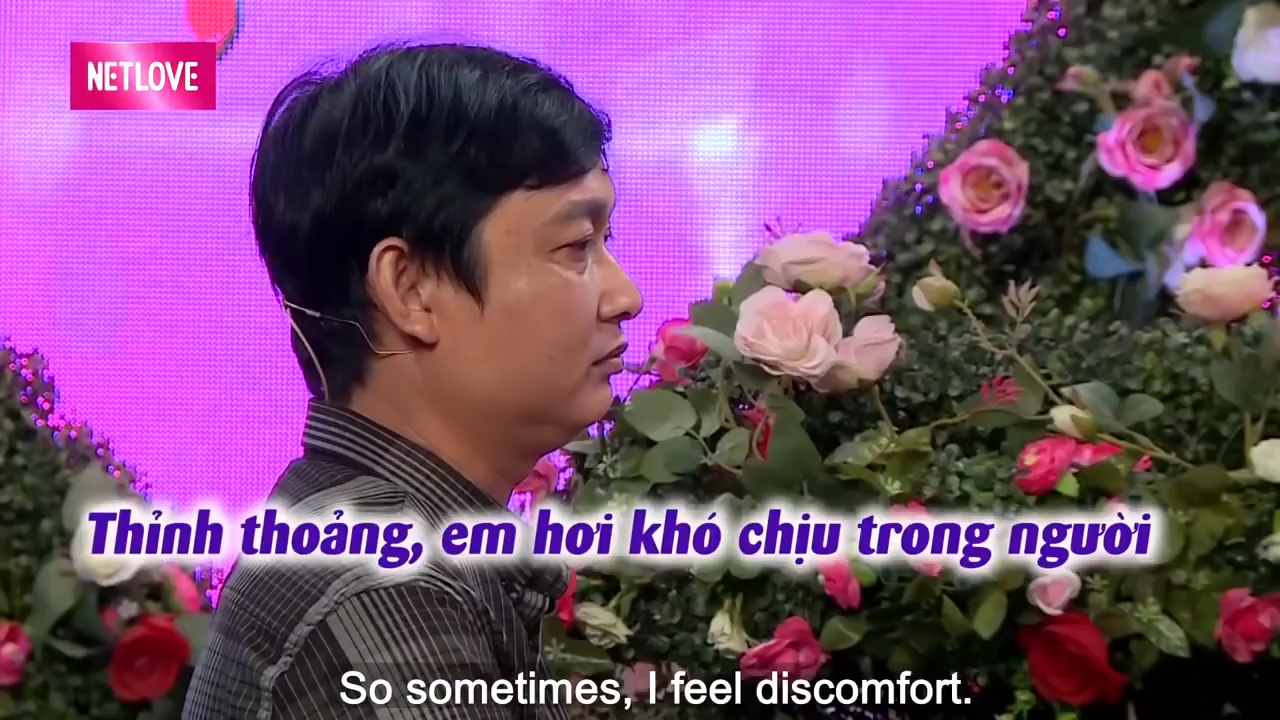 NETLOVE
Thỉnh thoảng, em hơi khó chịu trong người
So sometimes, I feel discomfort.